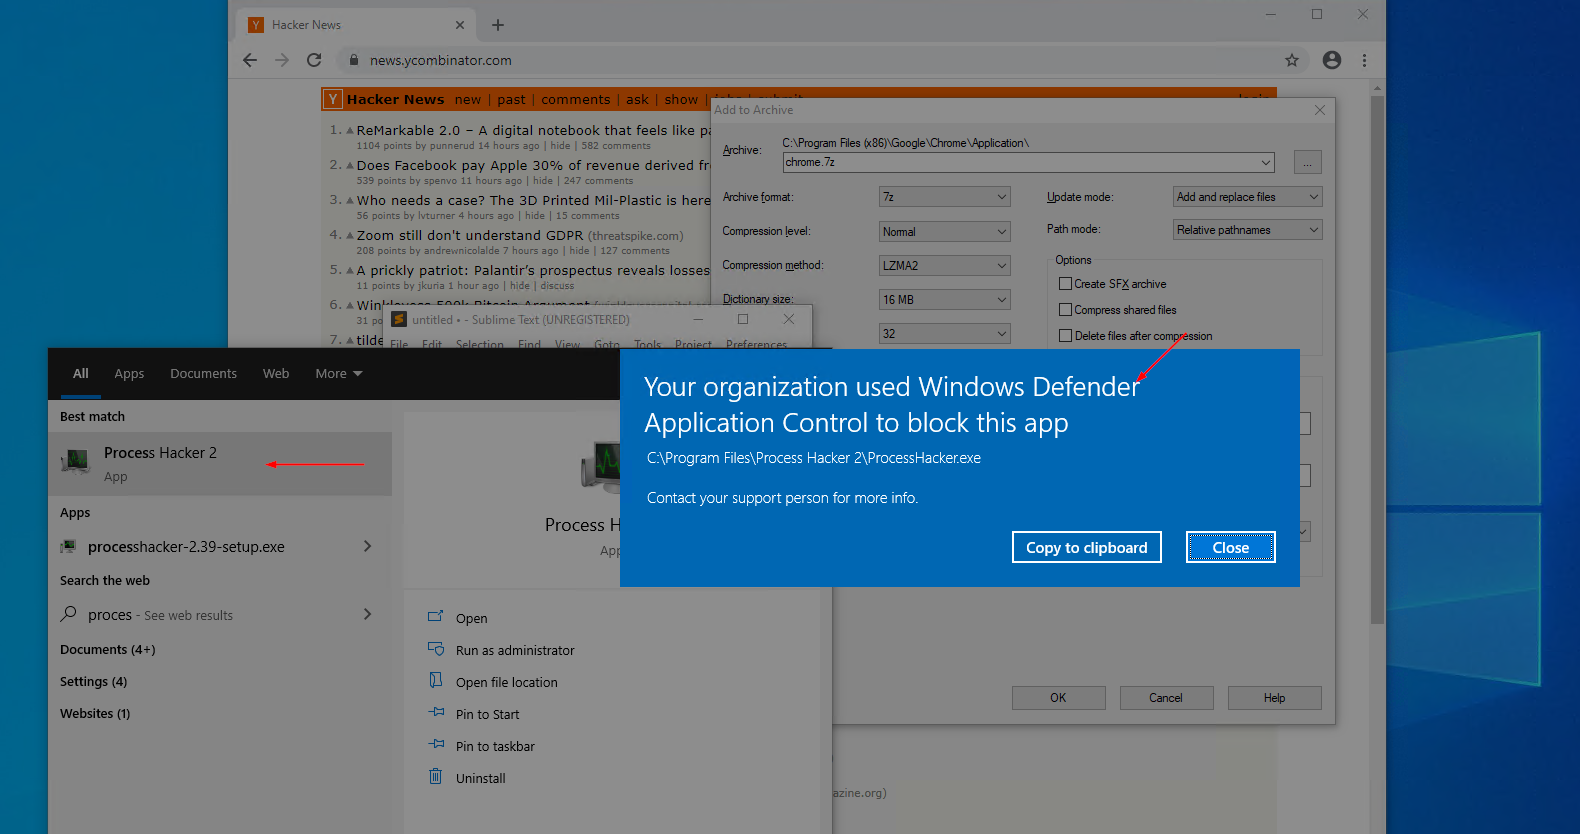 Hacker News
news.ycombinator.com
Y Hacker News new | past | comments | ask | show | jobs | submit
login
1. ReMarkable 2.0 – A digital notebook that feels like pa
1104 points by punnerud 14 hours ago | hide | 582 comments
2. Does Facebook pay Apple 30% of revenue derived fr
539 points by spenvo 11 hours ago | hide | 247 comments
3. Who needs a case? The 3D Printed Mil-Plastic is here
56 points by lvturner 4 hours ago | hide | 15 comments
4. Zoom still don't understand GDPR (threatspike.com)
208 points by andrewnicolalde 7 hours ago | hide | 127 comments
5. A prickly patriot: Palantir's prospectus reveals losses
11 points by jkuria 1 hour ago | hide | discuss
6. Winklevoss 500k Bitcoin Argument
31 po
7. tilde
azine.org)
Add to Archive
Archive:
C:\Program Files (x86)\Google\Chrome\Application\
chrome.7z
...
Archive format:
7z
Update mode:
Add and replace files
Compression level:
Normal
Path mode:
Relative pathnames
Compression method:
LZMA2
Options
Create SFX archive
Dictionary size:
16 MB
Compress shared files
32
Delete files after compression
OK
Cancel
Help
untitled • - Sublime Text (UNREGISTERED)
File Edit Selection Find View Goto Tools Project Preferences
All
Apps
Documents
Web
More
Best match
Process Hacker 2
App
Apps
processhacker-2.39-setup.exe
Search the web
proces - See web results
Documents (4+)
Settings (4)
Websites (1)
Process H
Ap
Open
Run as administrator
Open file location
Pin to Start
Pin to taskbar
Uninstall
Your organization used Windows Defender
Application Control to block this app
C:\Program Files\Process Hacker 2\ProcessHacker.exe
Contact your support person for more info.
Copy to clipboard
Close